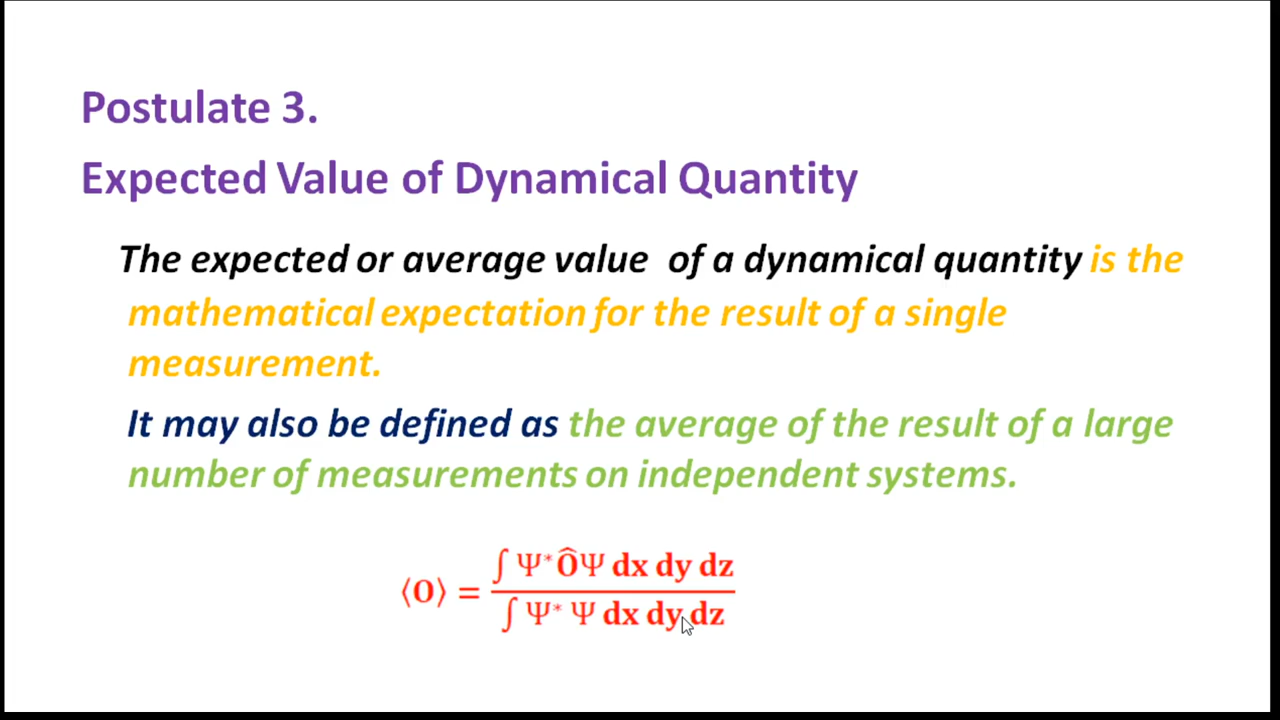 Postulate 3.
Expected Value of Dynamical Quantity
The expected or average value of a dynamical quantity is the
mathematical expectation for the result of a single
measurement.
It may also be defined as the average of the result of a large
number of measurements on independent systems.
⟨O⟩ = ∫ Ψ* Ô Ψ dx dy dz / ∫ Ψ* Ψ dx dy dz